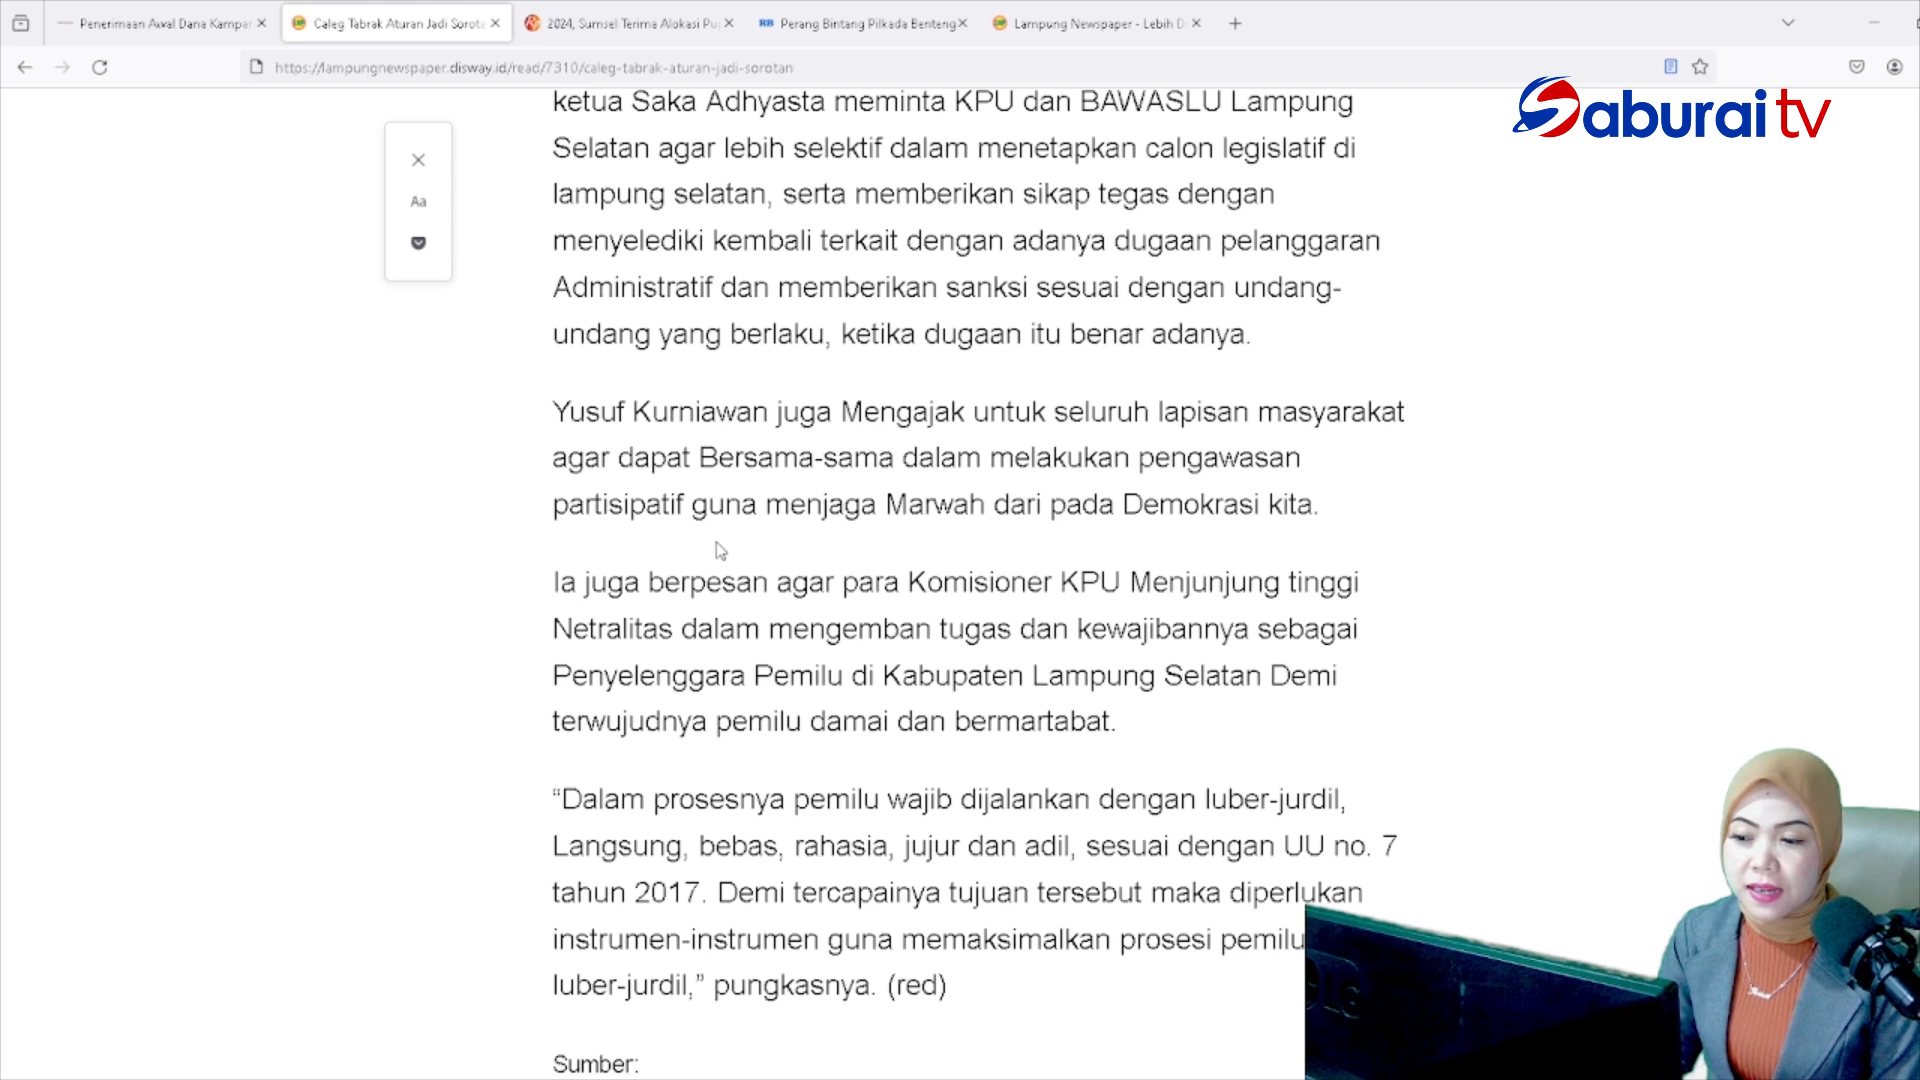 Penerimaan Awal Dana Kampan
Caleg Tabrak Aturan Jadi Sorota
2024, Sumsel Terima Alokasi Pu
RB Perang Bintang Pilkada Benteng
Lampung Newspaper - Lebih D
https://lampungnewspaper.disway.id/read/7310/caleg-tabrak-aturan-jadi-sorotan
Saburai tv
Aa
ketua Saka Adhyasta meminta KPU dan BAWASLU Lampung
Selatan agar lebih selektif dalam menetapkan calon legislatif di
lampung selatan, serta memberikan sikap tegas dengan
menyelediki kembali terkait dengan adanya dugaan pelanggaran
Administratif dan memberikan sanksi sesuai dengan undang-
undang yang berlaku, ketika dugaan itu benar adanya.
Yusuf Kurniawan juga Mengajak untuk seluruh lapisan masyarakat
agar dapat Bersama-sama dalam melakukan pengawasan
partisipatif guna menjaga Marwah dari pada Demokrasi kita.
Ia juga berpesan agar para Komisioner KPU Menjunjung tinggi
Netralitas dalam mengemban tugas dan kewajibannya sebagai
Penyelenggara Pemilu di Kabupaten Lampung Selatan Demi
terwujudnya pemilu damai dan bermartabat.
“Dalam prosesnya pemilu wajib dijalankan dengan luber-jurdil,
Langsung, bebas, rahasia, jujur dan adil, sesuai dengan UU no. 7
tahun 2017. Demi tercapainya tujuan tersebut maka diperlukan
instrumen-instrumen guna memaksimalkan prosesi pemilu
luber-jurdil,” pungkasnya. (red)
Sumber: